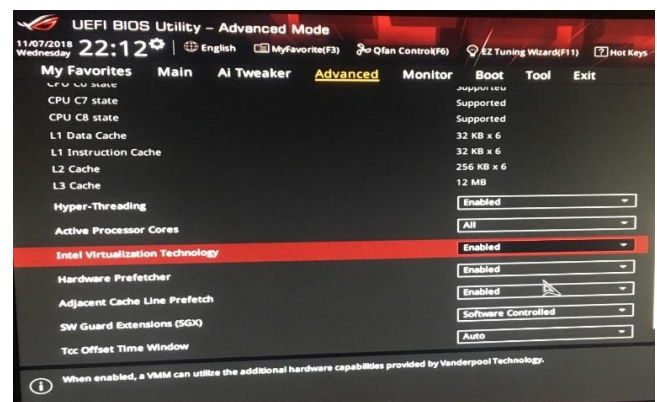 UEFI BIOS Utility – Advanced Mode
11/07/2018 Wednesday 22:12 English MyFavorite(F3) Qfan Control(F6) EZ Tuning Wizard(F11) Hot Keys
My Favorites Main Ai Tweaker Advanced Monitor Boot Tool Exit
Supported
CPU C7 state Supported
CPU C8 state Supported
L1 Data Cache 32 KB x 6
L1 Instruction Cache 32 KB x 6
L2 Cache 256 KB x 6
L3 Cache 12 MB
Hyper-Threading Enabled
Active Processor Cores All
Intel Virtualization Technology Enabled
Hardware Prefetcher Enabled
Adjacent Cache Line Prefetch Enabled
SW Guard Extensions (SGX) Software Controlled
Tcc Offset Time Window Auto
When enabled, a VMM can utilize the additional hardware capabilities provided by Vanderpool Technology.